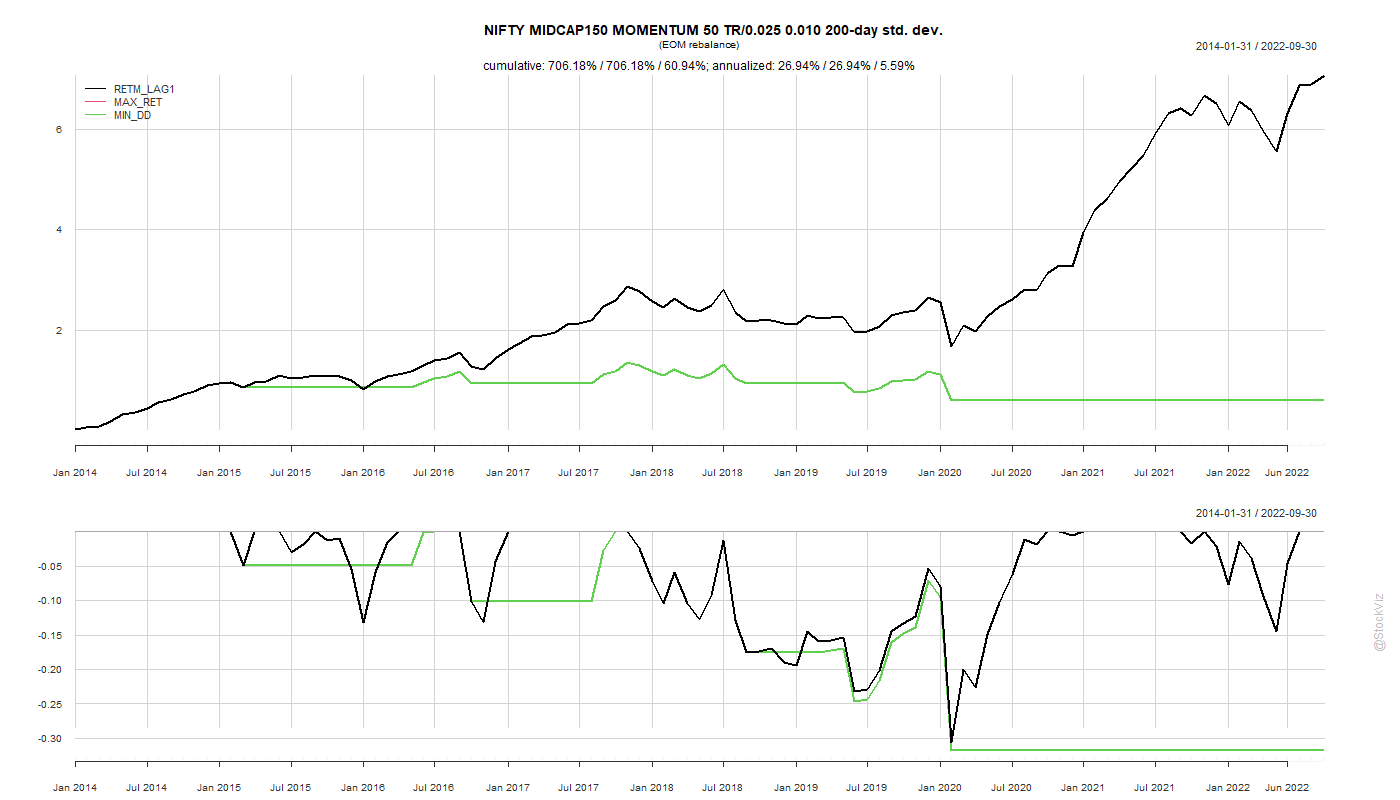 NIFTY MIDCAP150 MOMENTUM 50 TR/0.025 0.010 200-day std. dev.
(EOM rebalance)
2014-01-31 / 2022-09-30
cumulative: 706.18% / 706.18% / 60.94%; annualized: 26.94% / 26.94% / 5.59%
RETM_LAG1
MAX_RET
MIN_DD
6
4
2
Jan 2014 Jul 2014 Jan 2015 Jul 2015 Jan 2016 Jul 2016 Jan 2017 Jul 2017 Jan 2018 Jul 2018 Jan 2019 Jul 2019 Jan 2020 Jul 2020 Jan 2021 Jul 2021 Jan 2022 Jun 2022
2014-01-31 / 2022-09-30
-0.05
-0.10
-0.15
-0.20
-0.25
-0.30
Jan 2014 Jul 2014 Jan 2015 Jul 2015 Jan 2016 Jul 2016 Jan 2017 Jul 2017 Jan 2018 Jul 2018 Jan 2019 Jul 2019 Jan 2020 Jul 2020 Jan 2021 Jul 2021 Jan 2022 Jun 2022
@StockViz